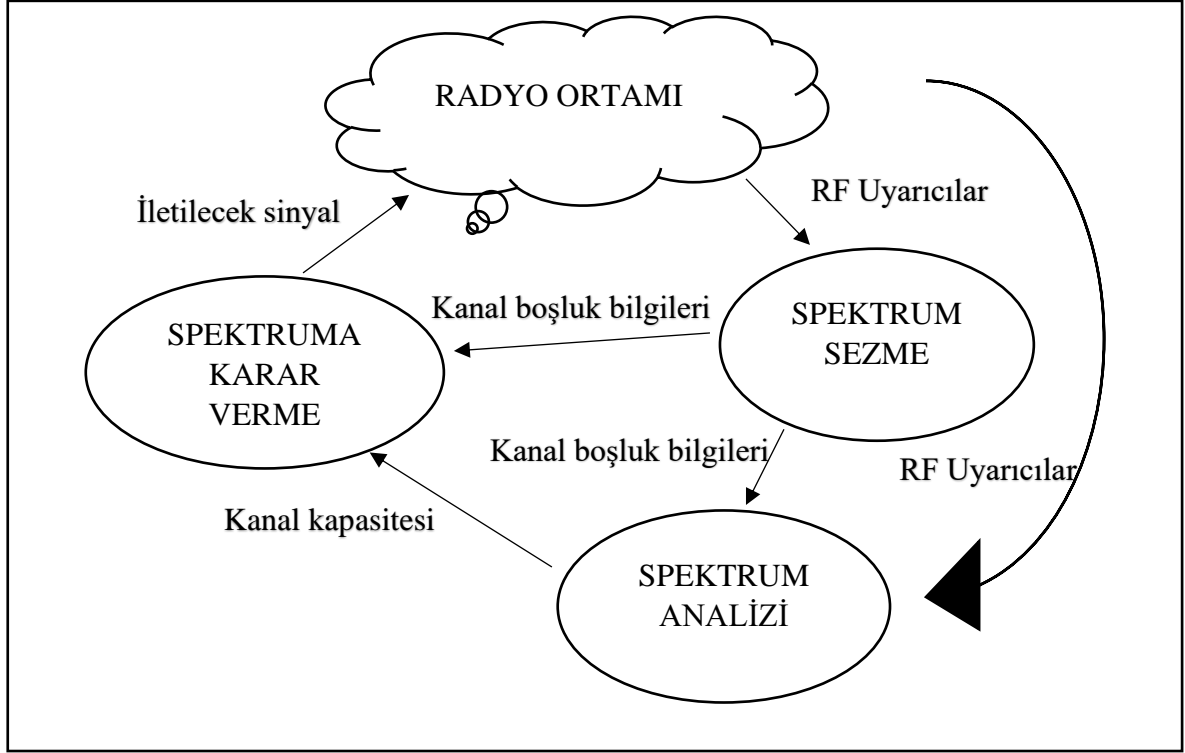 RADYO ORTAMI
RF Uyarıcılar
İletilecek sinyal
Kanal boşluk bilgileri
SPEKTRUM
SEZME
SPEKTRUMA
KARAR
VERME
Kanal boşluk bilgileri
RF Uyarıcılar
Kanal kapasitesi
SPEKTRUM
ANALİZİ